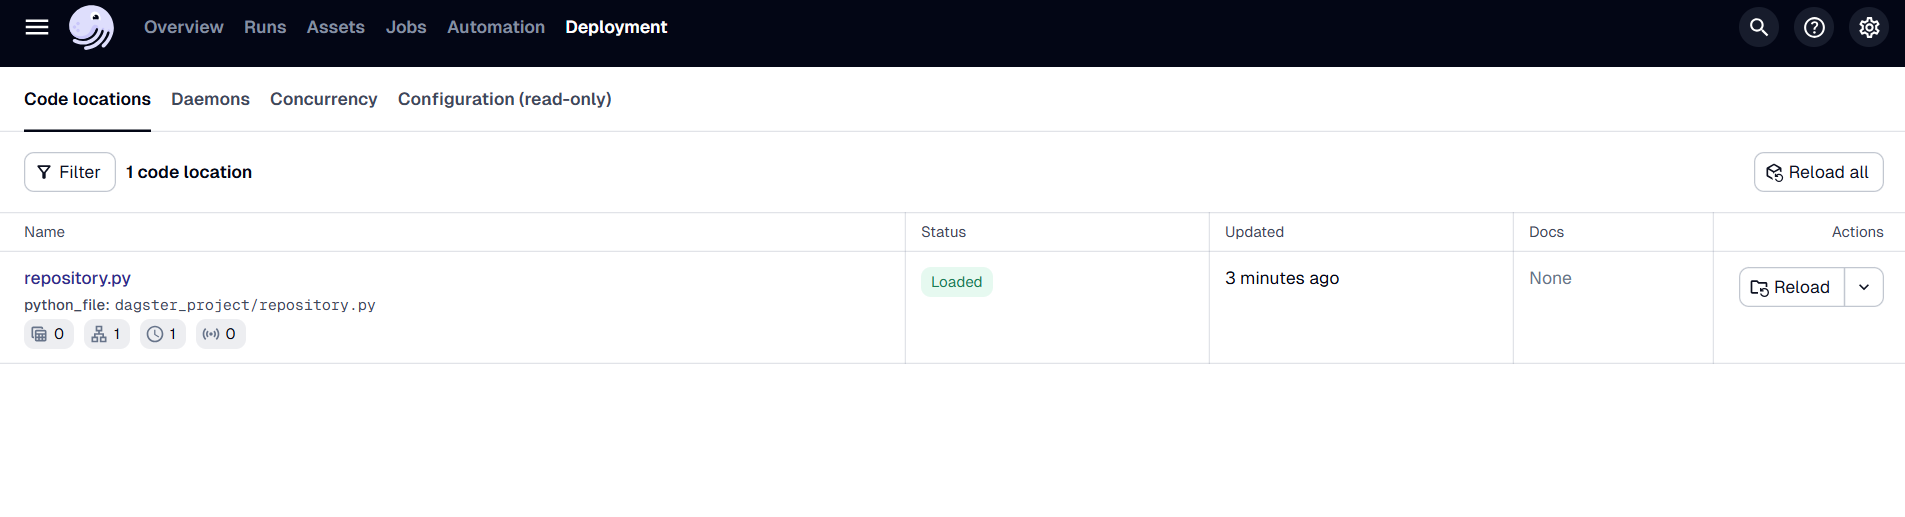 Overview Runs Assets Jobs Automation Deployment
Code locations Daemons Concurrency Configuration (read-only)
Filter 1 code location Reload all
Name Status Updated Docs Actions
repository.py Loaded 3 minutes ago None Reload
python_file: dagster_project/repository.py
0 1 1 0